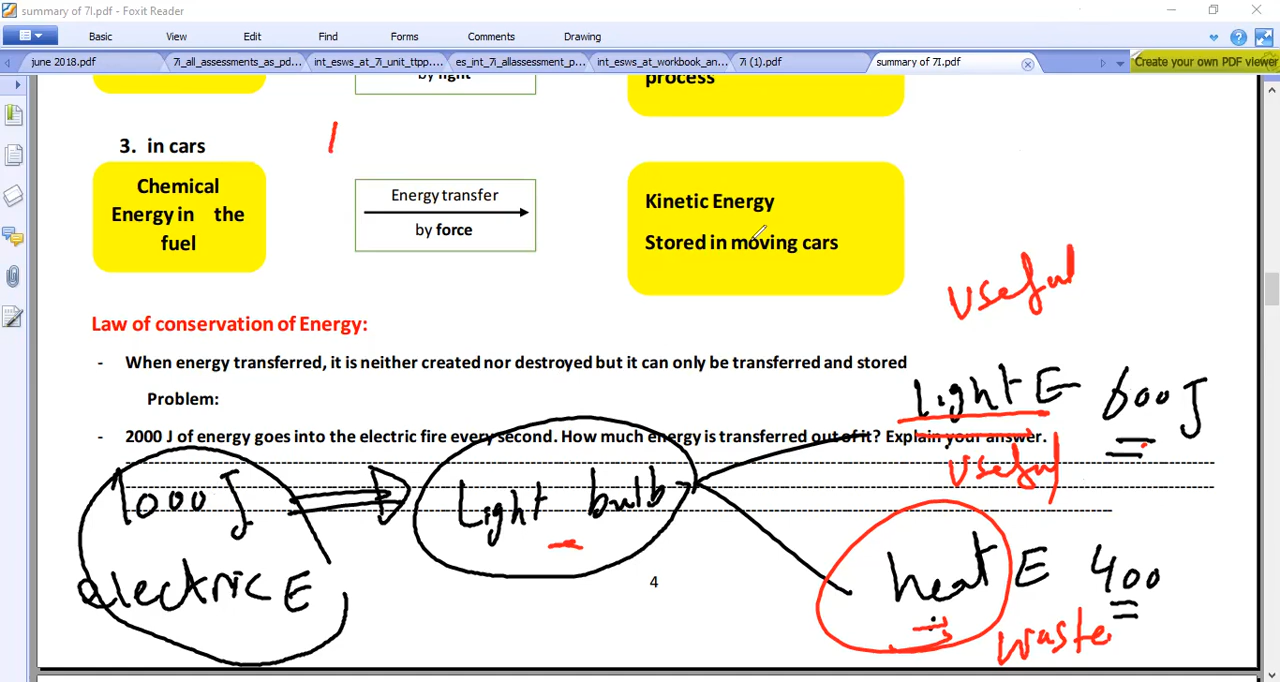 summary of 7I.pdf - Foxit Reader
Basic View Edit Find Forms Comments Drawing
june 2018.pdf 7i_all_assessments_as_pd... int_esws_at_7i_unit_ttpp.... es_int_7i_allassessment_p... int_esws_at_workbook_an... 7i (1).pdf summary of 7I.pdf Create your own PDF viewer
by light process
3. in cars
Chemical
Energy in the
fuel
Energy transfer
by force
Kinetic Energy
Stored in moving cars
Useful
Law of conservation of Energy:
- When energy transferred, it is neither created nor destroyed but it can only be transferred and stored
Problem:
light E 600 J
- 2000 J of energy goes into the electric fire every second. How much energy is transferred out of it? Explain your answer.
Useful
1000 J Light bulb
electric E
heat E 400
4
waste